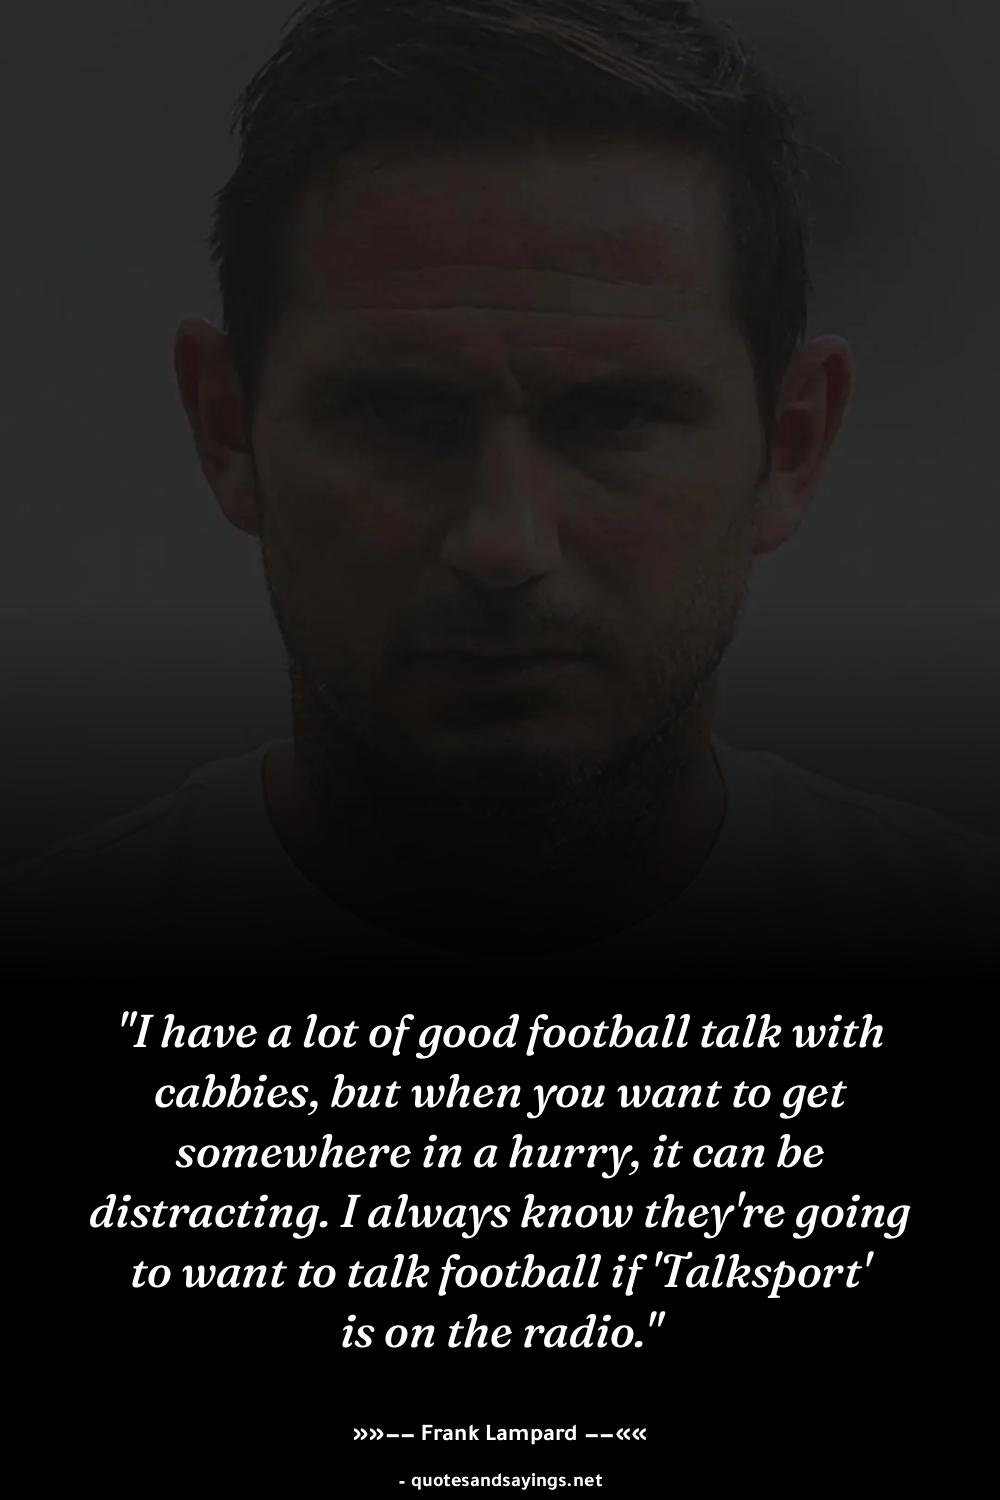 "I have a lot of good football talk with
cabbies, but when you want to get
somewhere in a hurry, it can be
distracting. I always know they're going
to want to talk football if 'Talksport'
is on the radio."
»»−− Frank Lampard −−««
- quotesandsayings.net